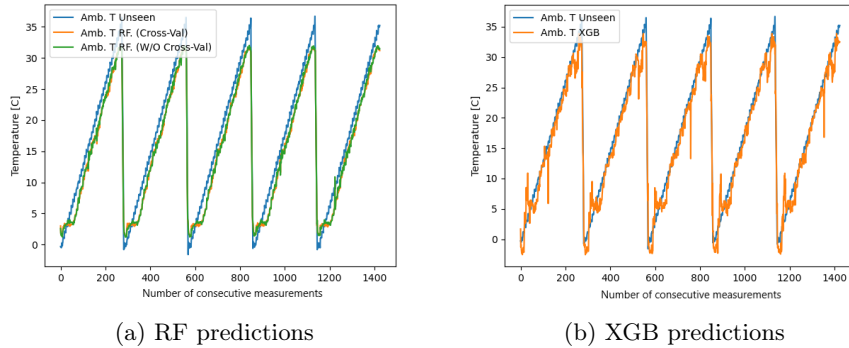 Amb. T Unseen
Amb. T RF. (Cross-Val)
Amb. T RF. (W/O Cross-Val)
Temperature [C]
35
30
25
20
15
10
5
0
0 200 400 600 800 1000 1200 1400
Number of consecutive measurements
(a) RF predictions
Amb. T Unseen
Amb. T XGB
Temperature [C]
35
30
25
20
15
10
5
0
0 200 400 600 800 1000 1200 1400
Number of consecutive measurements
(b) XGB predictions